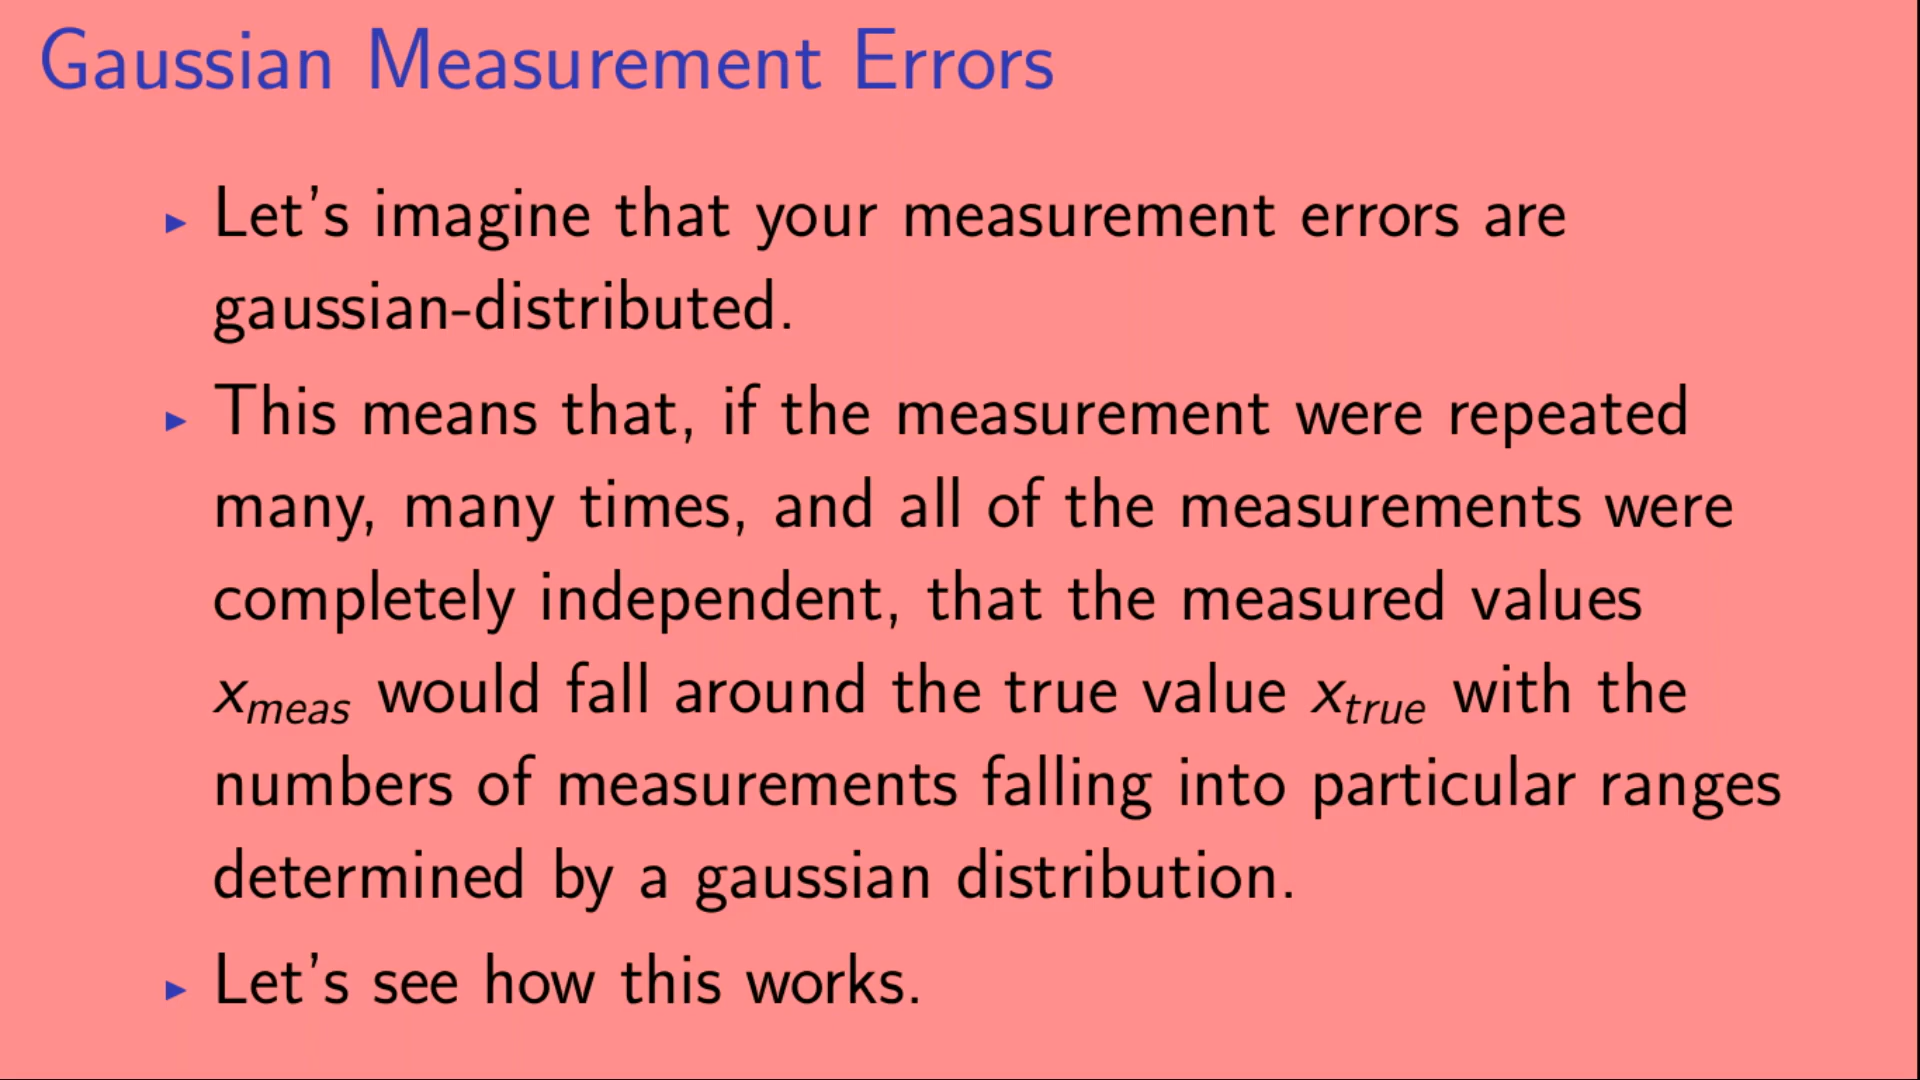 Gaussian Measurement Errors
▸ Let's imagine that your measurement errors are
gaussian-distributed.
▸ This means that, if the measurement were repeated
many, many times, and all of the measurements were
completely independent, that the measured values
x_meas would fall around the true value x_true with the
numbers of measurements falling into particular ranges
determined by a gaussian distribution.
▸ Let's see how this works.